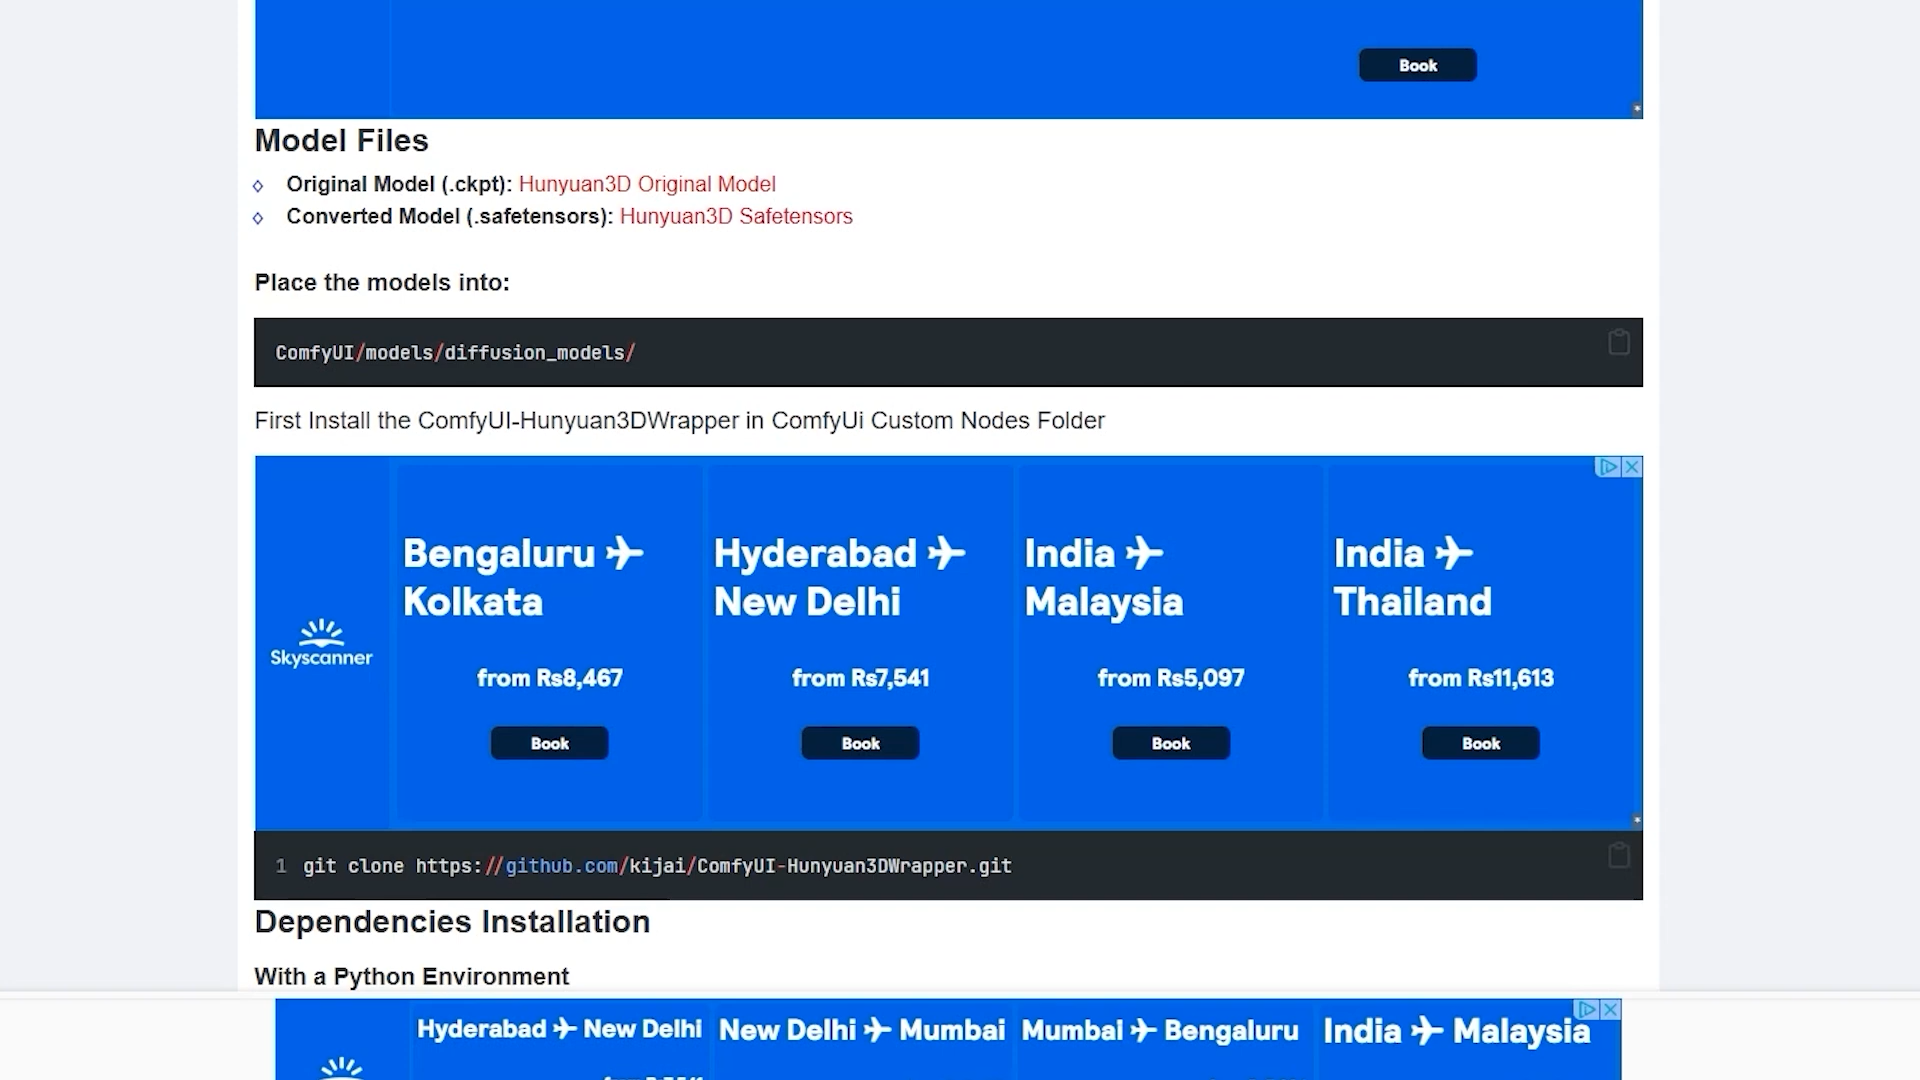 Book
Model Files
Original Model (.ckpt): Hunyuan3D Original Model
Converted Model (.safetensors): Hunyuan3D Safetensors
Place the models into:
ComfyUI/models/diffusion_models/
First Install the ComfyUI-Hunyuan3DWrapper in ComfyUi Custom Nodes Folder
Skyscanner
Bengaluru ✈
Kolkata
from Rs8,467
Book
Hyderabad ✈
New Delhi
from Rs7,541
Book
India ✈
Malaysia
from Rs5,097
Book
India ✈
Thailand
from Rs11,613
Book
1 git clone https://github.com/kijai/ComfyUI-Hunyuan3DWrapper.git
Dependencies Installation
With a Python Environment
Hyderabad ✈ New Delhi
New Delhi ✈ Mumbai
Mumbai ✈ Bengaluru
India ✈ Malaysia